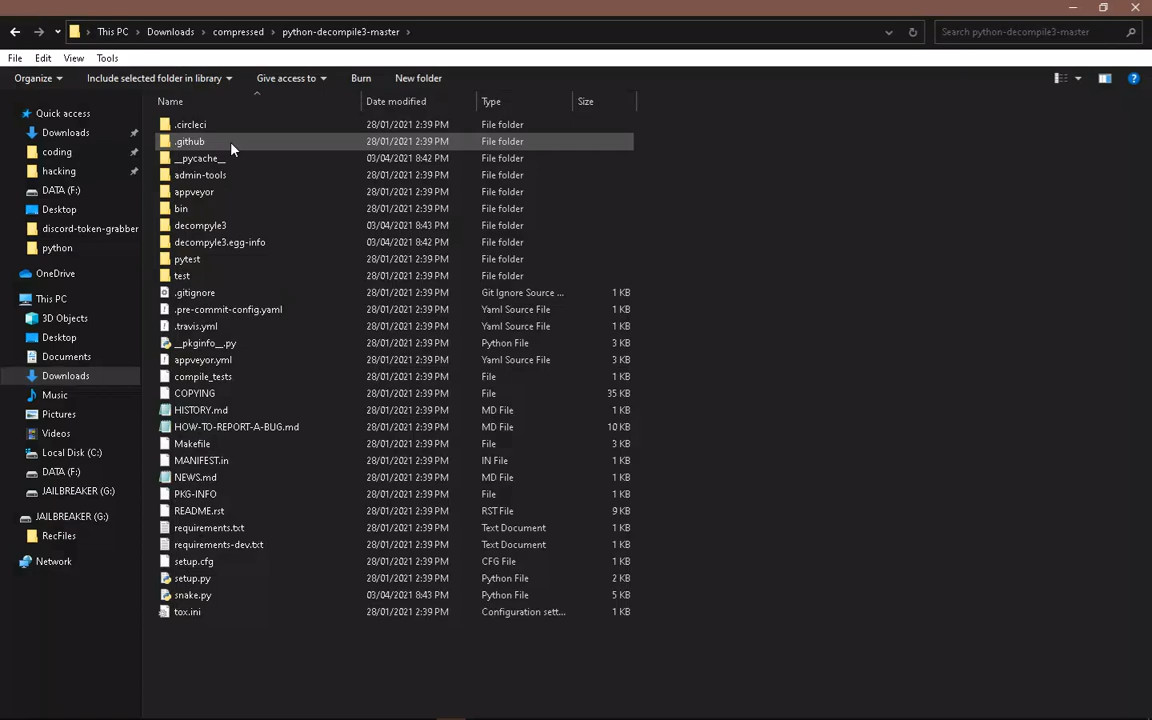 This PC > Downloads > compressed > python-decompile3-master >
Search python-decompile3-master
File Edit View Tools
Organize Include selected folder in library Give access to Burn New folder
Name Date modified Type Size
Quick access
Downloads
coding
hacking
DATA (F:)
Desktop
discord-token-grabber
python
OneDrive
This PC
3D Objects
Desktop
Documents
Downloads
Music
Pictures
Videos
Local Disk (C:)
DATA (F:)
JAILBREAKER (G:)
JAILBREAKER (G:)
RecFiles
Network
.circleci 28/01/2021 2:39 PM File folder
.github 28/01/2021 2:39 PM File folder
__pycache__ 03/04/2021 8:42 PM File folder
admin-tools 28/01/2021 2:39 PM File folder
appveyor 28/01/2021 2:39 PM File folder
bin 28/01/2021 2:39 PM File folder
decompyle3 03/04/2021 8:43 PM File folder
decompyle3.egg-info 03/04/2021 8:42 PM File folder
pytest 28/01/2021 2:39 PM File folder
test 28/01/2021 2:39 PM File folder
.gitignore 28/01/2021 2:39 PM Git Ignore Source ... 1 KB
.pre-commit-config.yaml 28/01/2021 2:39 PM Yaml Source File 1 KB
.travis.yml 28/01/2021 2:39 PM Yaml Source File 1 KB
__pkginfo__.py 28/01/2021 2:39 PM Python File 3 KB
appveyor.yml 28/01/2021 2:39 PM Yaml Source File 3 KB
compile_tests 28/01/2021 2:39 PM File 1 KB
COPYING 28/01/2021 2:39 PM File 35 KB
HISTORY.md 28/01/2021 2:39 PM MD File 1 KB
HOW-TO-REPORT-A-BUG.md 28/01/2021 2:39 PM MD File 10 KB
Makefile 28/01/2021 2:39 PM File 3 KB
MANIFEST.in 28/01/2021 2:39 PM IN File 1 KB
NEWS.md 28/01/2021 2:39 PM MD File 1 KB
PKG-INFO 28/01/2021 2:39 PM File 1 KB
README.rst 28/01/2021 2:39 PM RST File 9 KB
requirements.txt 28/01/2021 2:39 PM Text Document 1 KB
requirements-dev.txt 28/01/2021 2:39 PM Text Document 1 KB
setup.cfg 28/01/2021 2:39 PM CFG File 1 KB
setup.py 28/01/2021 2:39 PM Python File 2 KB
snake.py 03/04/2021 8:43 PM Python File 5 KB
tox.ini 28/01/2021 2:39 PM Configuration sett... 1 KB